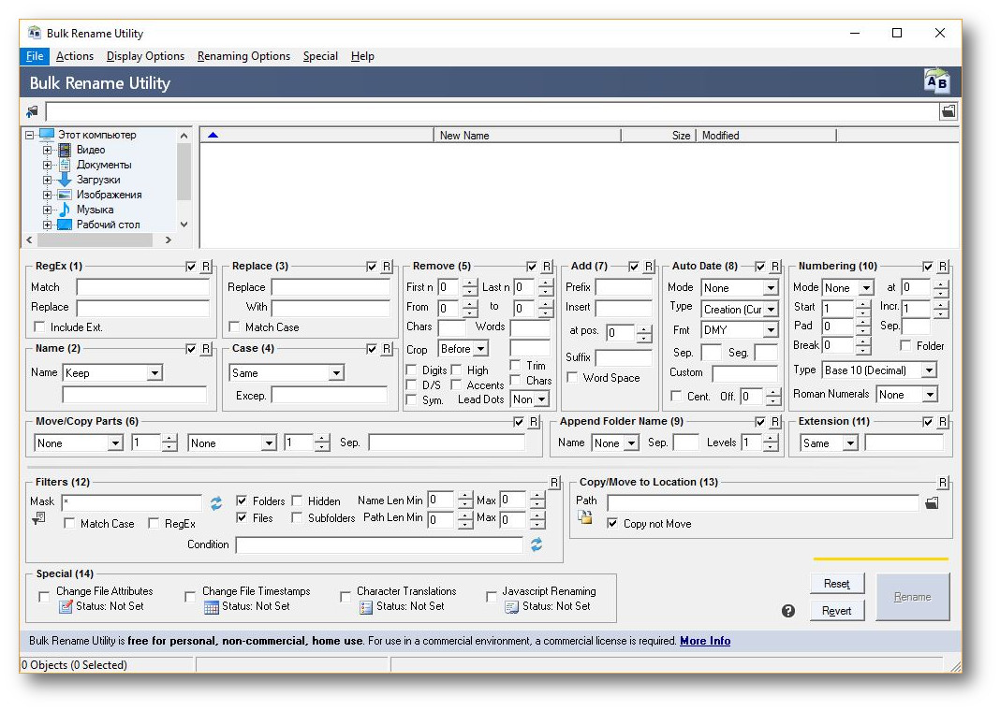 Bulk Rename Utility
File Actions Display Options Renaming Options Special Help
Bulk Rename Utility
AB
Этот компьютер
Видео
Документы
Загрузки
Изображения
Музыка
Рабочий стол
New Name Size Modified
RegEx (1) R
Match
Replace
Include Ext.
Name (2) R
Name Keep
Replace (3) R
Replace
With
Match Case
Case (4) R
Same
Excep.
Remove (5) R
First n 0 Last n 0
From 0 to 0
Chars Words
Crop Before
Digits High Trim
D/S Accents Chars
Sym. Lead Dots Non
Add (7) R
Prefix
Insert
at pos. 0
Suffix
Word Space
Auto Date (8) R
Mode None
Type Creation (Cur
Fmt DMY
Sep. Seg.
Custom
Cent. Off. 0
Numbering (10) R
Mode None at 0
Start 1 Incr. 1
Pad 0 Sep.
Break 0 Folder
Type Base 10 (Decimal)
Roman Numerals None
Move/Copy Parts (6) R
None 1 None 1 Sep.
Append Folder Name (9) R
Name None Sep. Levels 1
Extension (11) R
Same
Filters (12) R
Mask *
Folders Hidden Name Len Min 0 Max 0
Files Subfolders Path Len Min 0 Max 0
Match Case RegEx
Condition
Copy/Move to Location (13) R
Path
Copy not Move
Special (14)
Change File Attributes
Status: Not Set
Change File Timestamps
Status: Not Set
Character Translations
Status: Not Set
Javascript Renaming
Status: Not Set
?
Reset
Revert
Rename
Bulk Rename Utility is free for personal, non-commercial, home use. For use in a commercial environment, a commercial license is required. More Info
0 Objects (0 Selected)